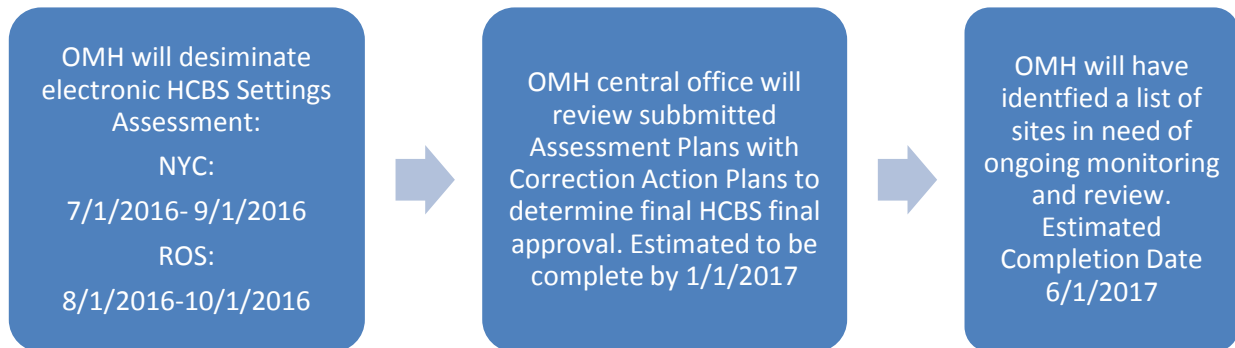 OMH will desiminate
electronic HCBS Settings
Assessment:
NYC:
7/1/2016- 9/1/2016
ROS:
8/1/2016-10/1/2016
OMH central office will
review subbmitted
Assessment Plans with
Correction Action Plans to
determine final HCBS final
approval. Estimated to be
complete by 1/1/2017
OMH will have
identfied a list of
sites in need of
ongoing monitoring
and review.
Estimated
Completion Date
6/1/2017